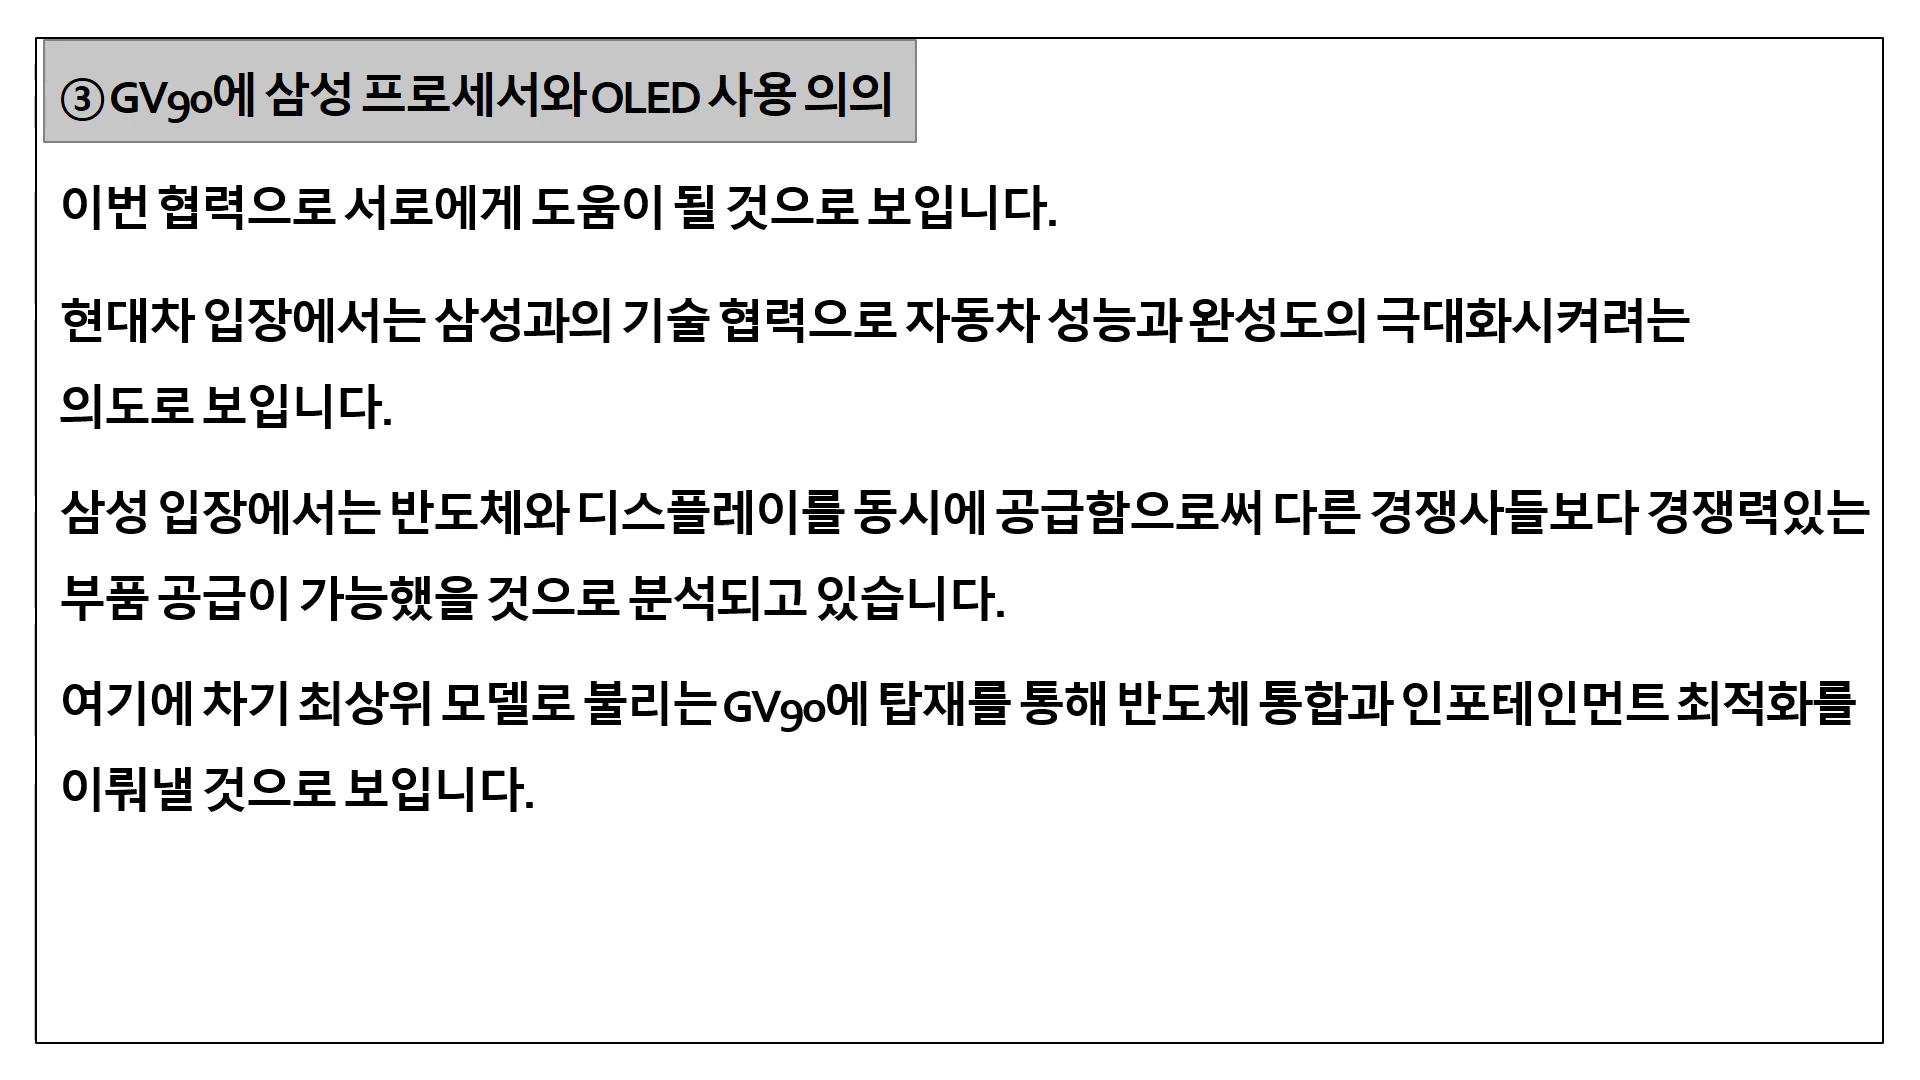 ③GV90에 삼성 프로세서와 OLED 사용 의의
이번 협력으로 서로에게 도움이 될 것으로 보입니다.
현대차 입장에서는 삼성과의 기술 협력으로 자동차 성능과 완성도의 극대화시켜려는
의도로 보입니다.
삼성 입장에서는 반도체와 디스플레이를 동시에 공급함으로써 다른 경쟁사들보다 경쟁력있는
부품 공급이 가능했을 것으로 분석되고 있습니다.
여기에 차기 최상위 모델로 불리는 GV90에 탑재를 통해 반도체 통합과 인포테인먼트 최적화를
이뤄낼 것으로 보입니다.